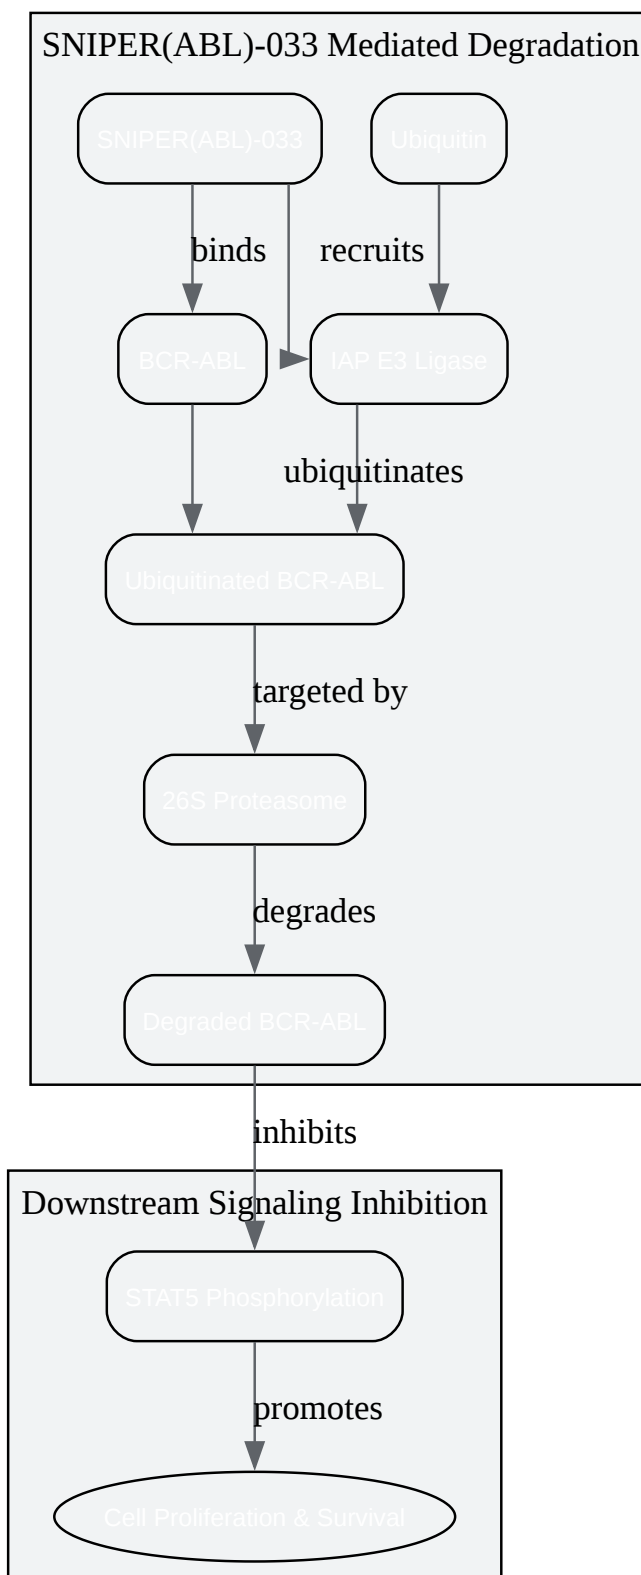 SNIPER(ABL)-033 Mediated Degradation
SNIPER(ABL)-033
Ubiquitin
binds
recruits
BCR-ABL
IAP E3 Ligase
ubiquitinates
Ubiquitinated BCR-ABL
targeted by
26S Proteasome
degrades
Degraded BCR-ABL
inhibits
Downstream Signaling Inhibition
STAT5 Phosphorylation
promotes
Cell Proliferation & Survival